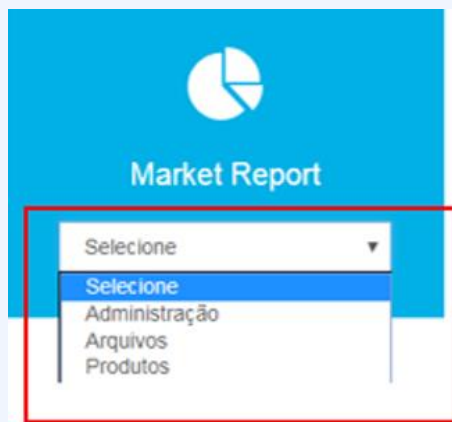 Market Report
Selecione
Selecione
Administração
Arquivos
Produtos